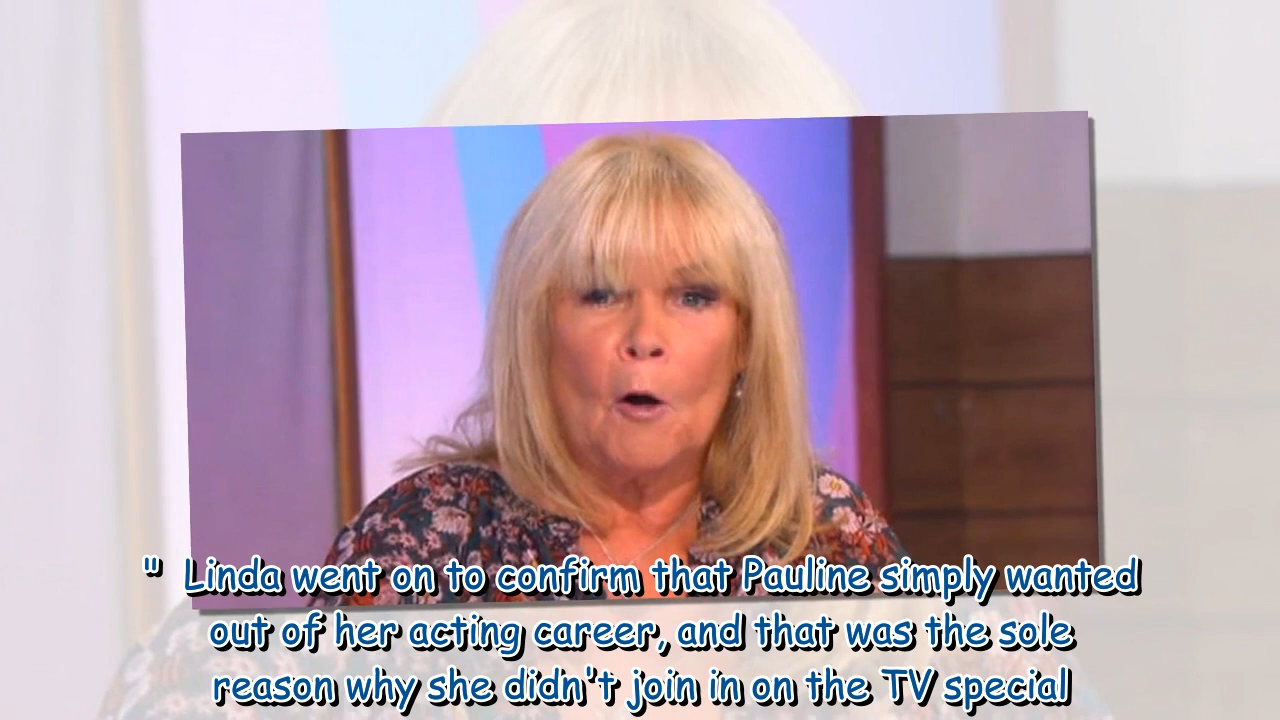 " Linda went on to confirm that Pauline simply wanted
out of her acting career, and that was the sole
reason why she didn't join in on the TV special